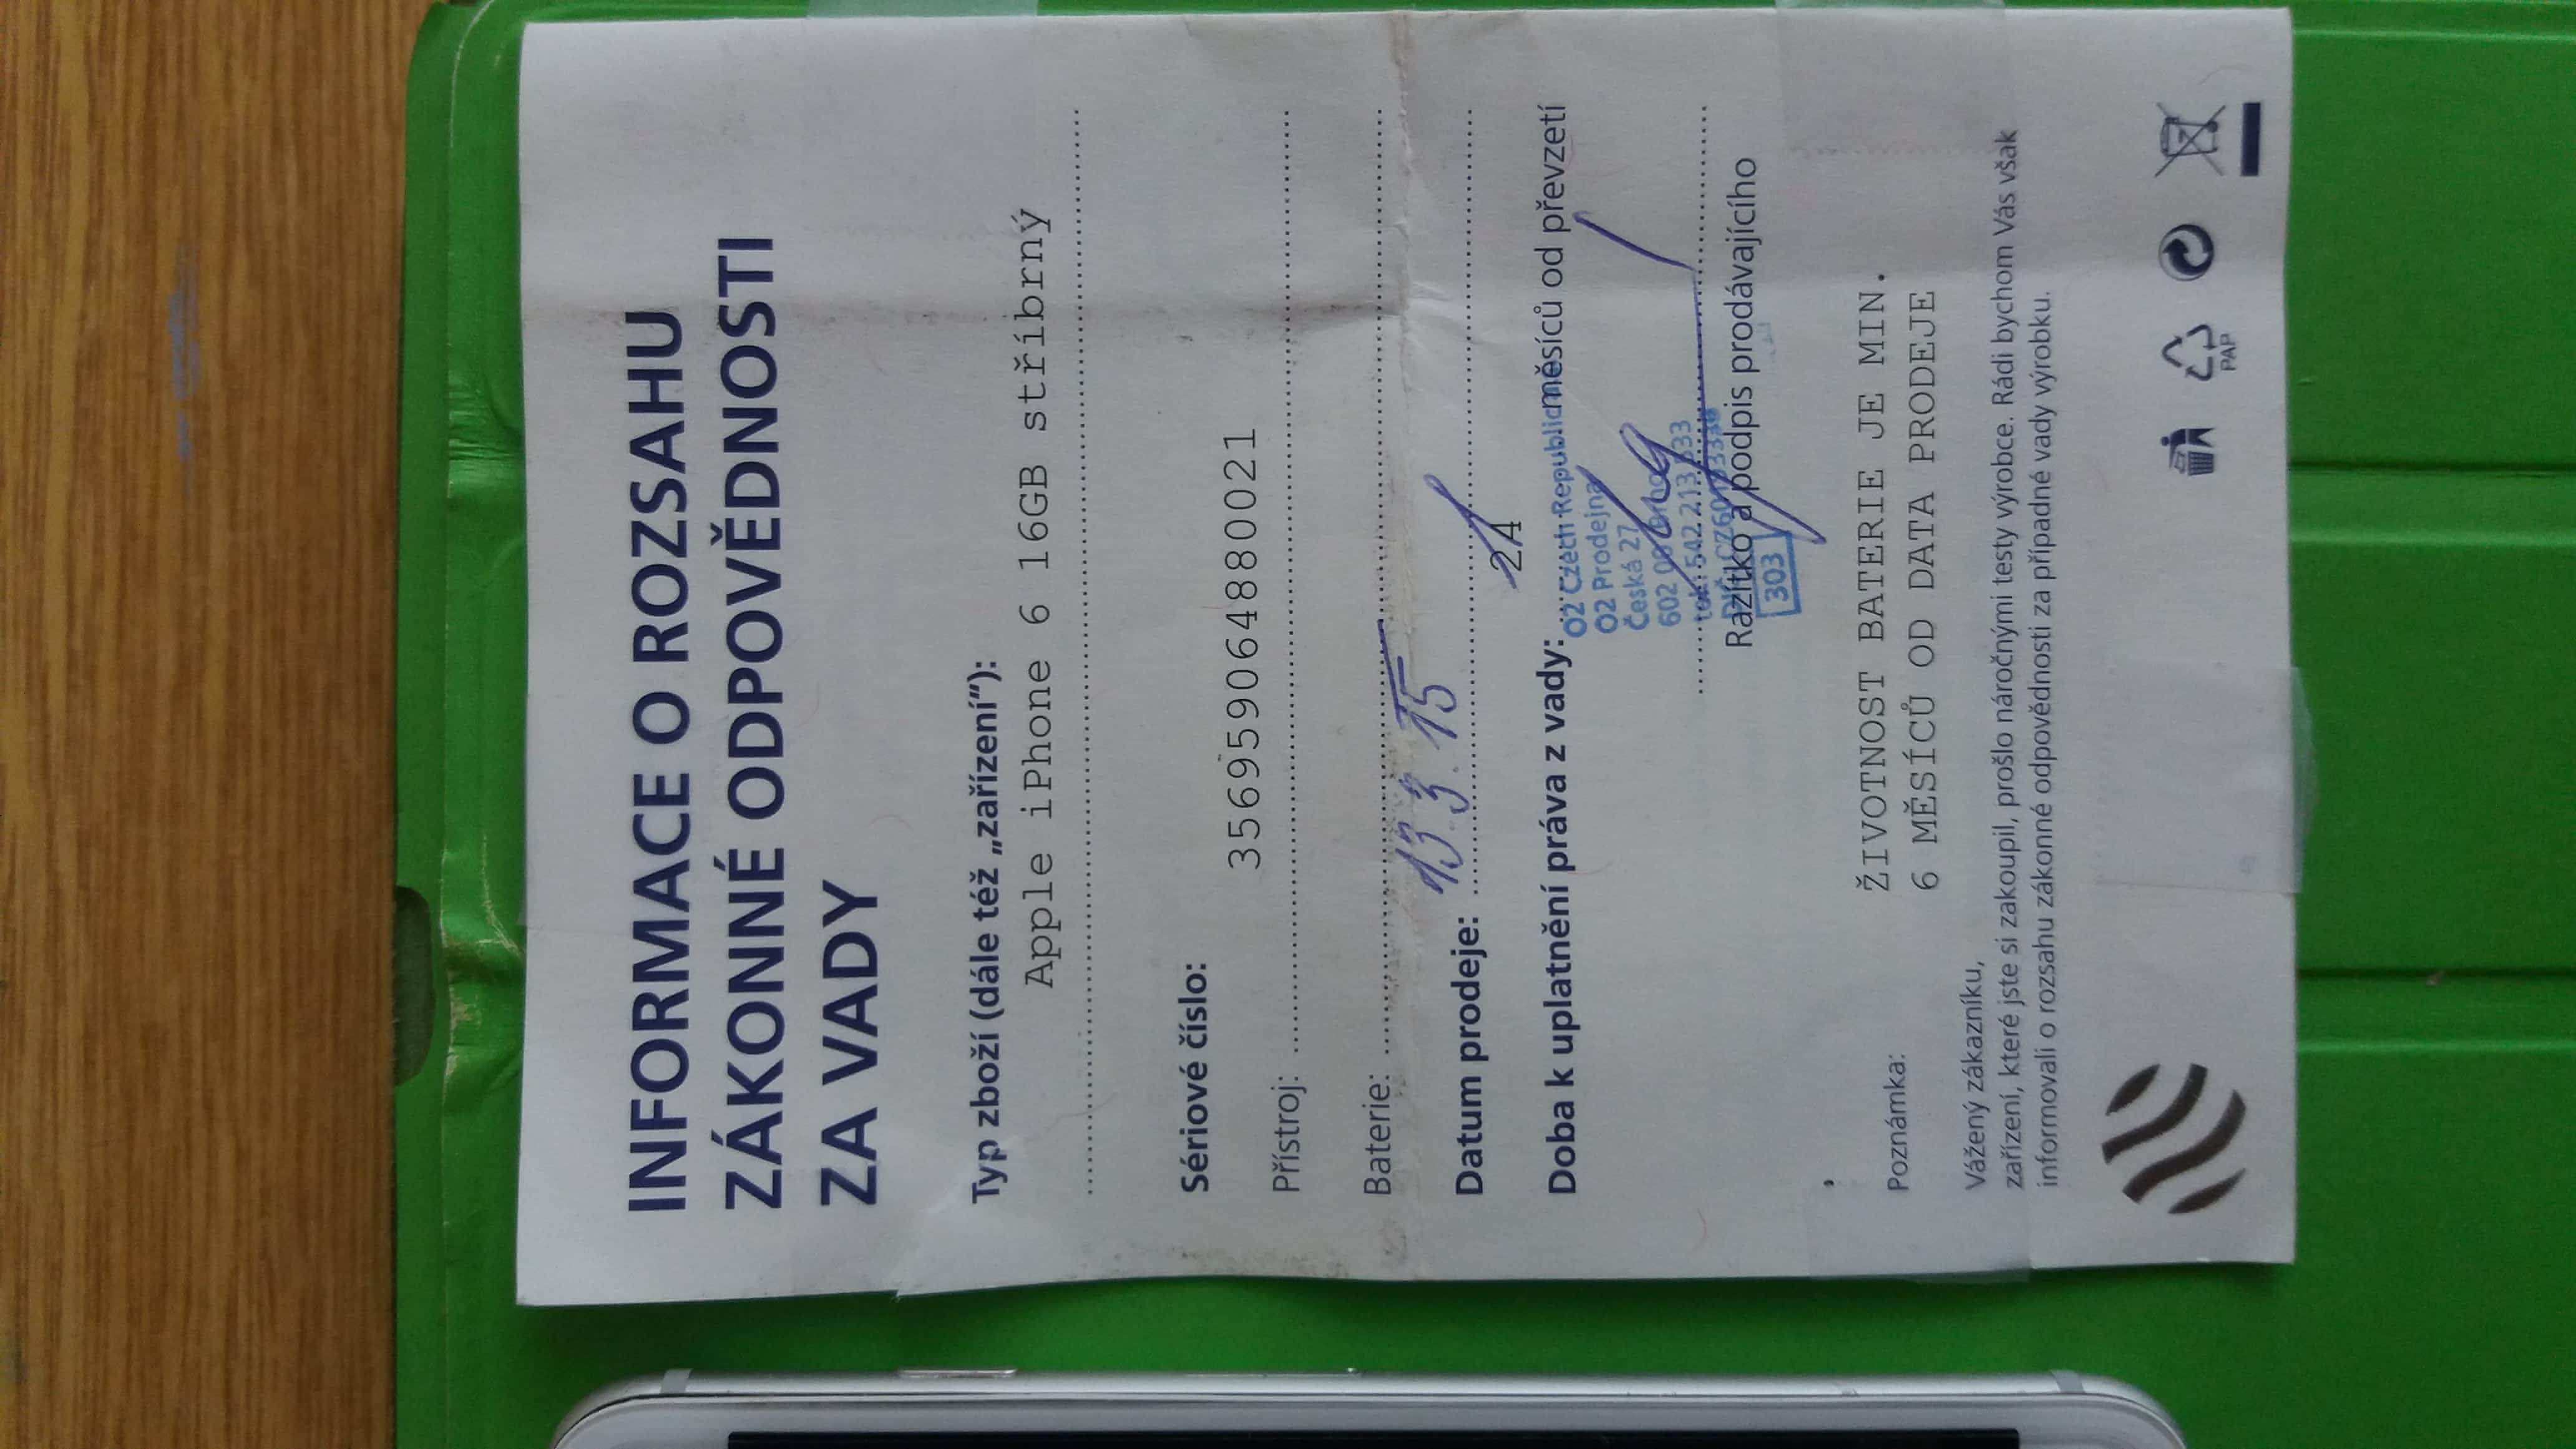 INFORMACE O ROZSAHU
ZÁKONNÉ ODPOVĚDNOSTI
ZA VADY
Typ zboží (dále též „zařízení“):
Apple iPhone 6 16GB stříbrný
Sériové číslo:
356959064880021
Přístroj:
Baterie:
Datum prodeje: 13.3.15
24
Doba k uplatnění práva z vady: měsíců od převzetí
O2 Czech Republic
O2 Prodejna
Česká 27
602 00
tel.: 542 213 333
Razítko a podpis prodávajícího
303
ŽIVOTNOST BATERIE JE MIN.
Poznámka: 6 MĚSÍCŮ OD DATA PRODEJE
Vážený zákazníku,
zařízení, které jste si zakoupil, prošlo náročnými testy výrobce. Rádi bychom Vás však
informovali o rozsahu zákonné odpovědnosti za případné vady výrobku.
PAP